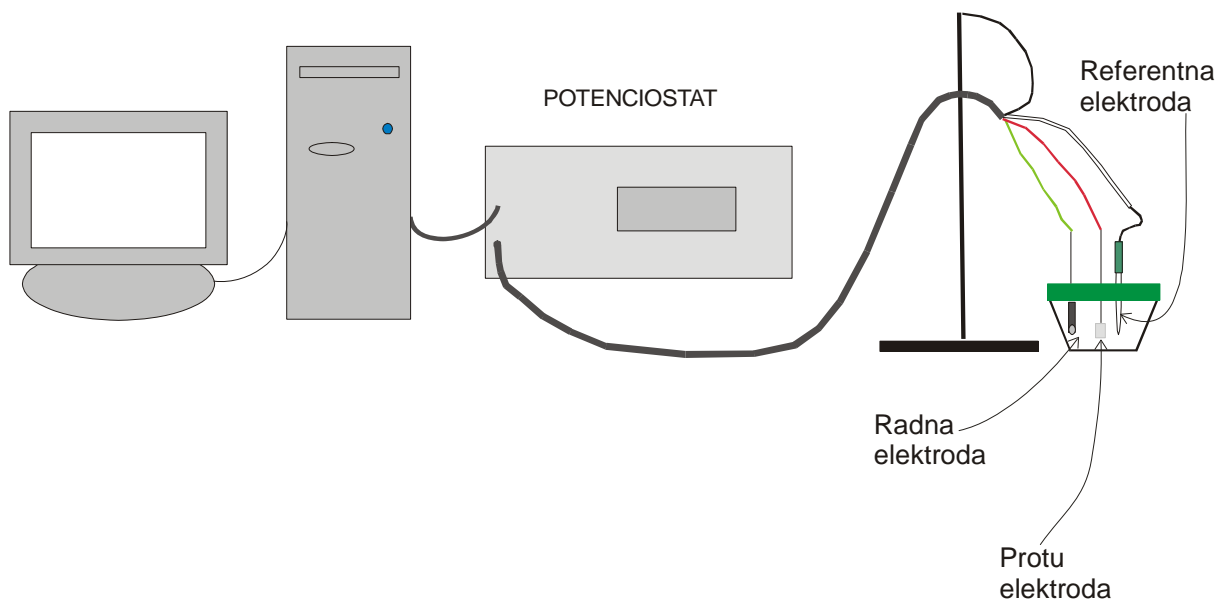 POTENCIOSTAT
Referentna
elektroda
Radna
elektroda
Protu
elektroda